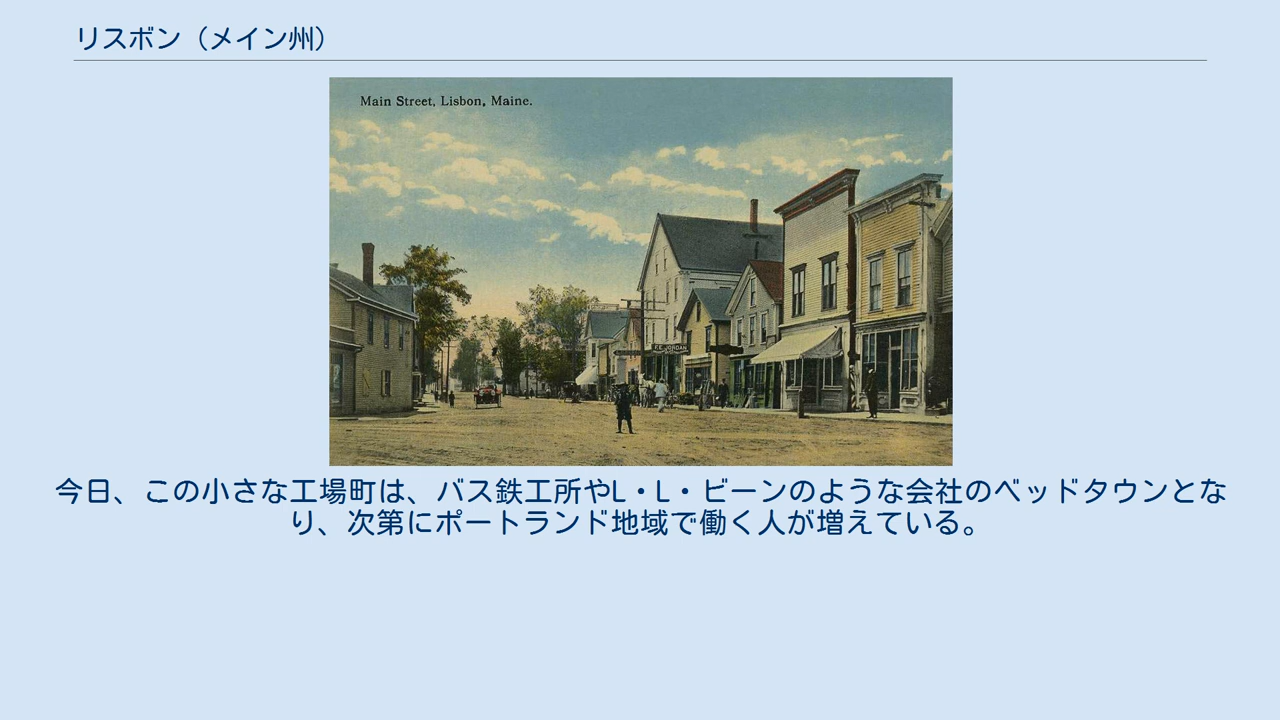 リスボン（メイン州）
Main Street, Lisbon, Maine.
F.E. JORDAN
今日、この小さな工場町は、バス鉄工所やL・L・ビーンのような会社のベッドタウンとな
り、次第にポートランド地域で働く人が増えている。